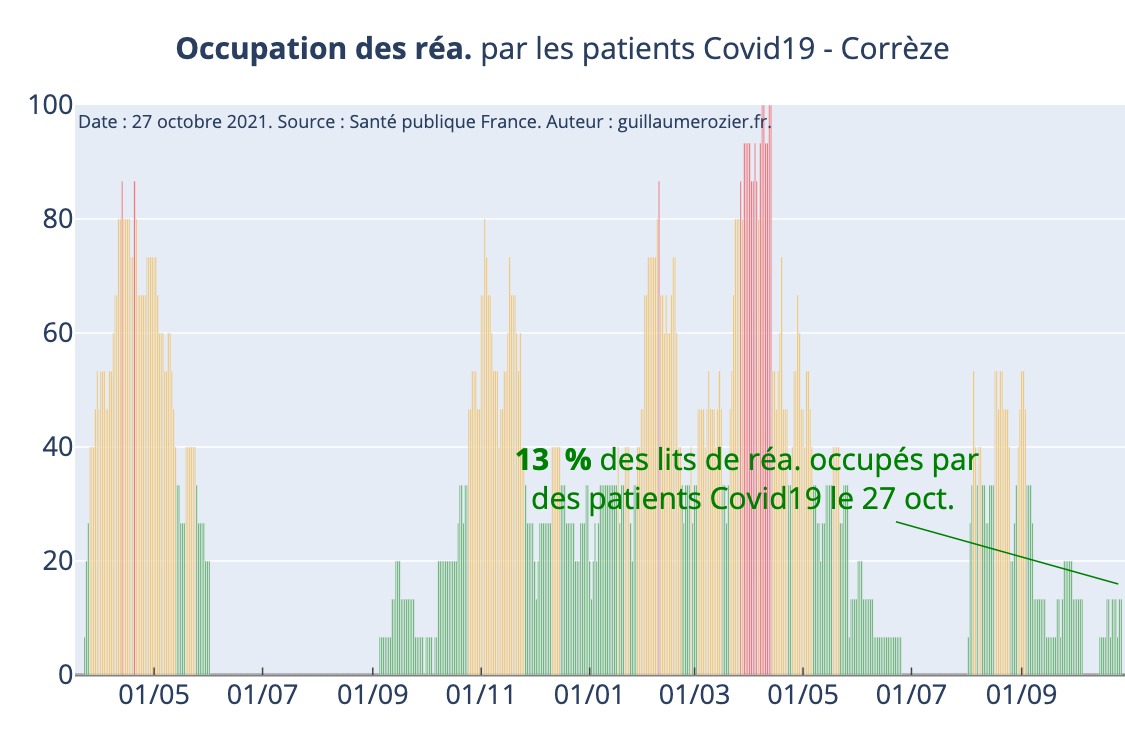 Occupation des réa. par les patients Covid19 - Corrèze
100
Date : 27 octobre 2021. Source : Santé publique France. Auteur : guillaumerozier.fr.
80
60
40
13 % des lits de réa. occupés par
des patients Covid19 le 27 oct.
20
0
01/05 01/07 01/09 01/11 01/01 01/03 01/05 01/07 01/09